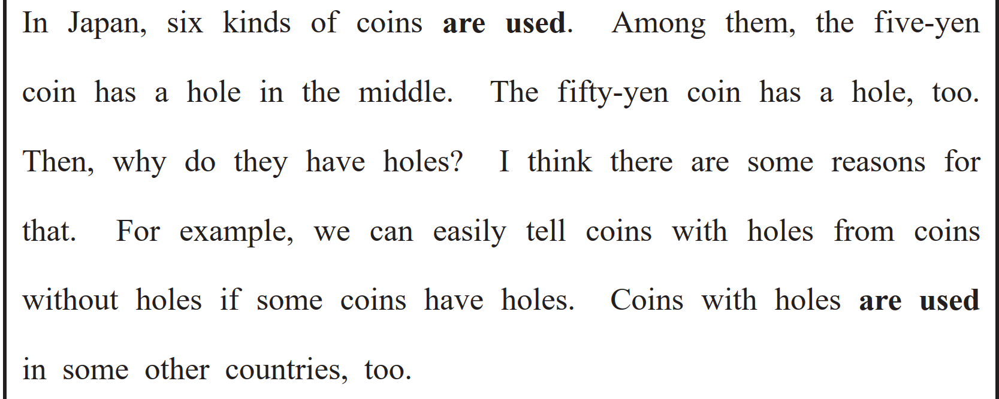 In Japan, six kinds of coins are used. Among them, the five-yen
coin has a hole in the middle. The fifty-yen coin has a hole, too.
Then, why do they have holes? I think there are some reasons for
that. For example, we can easily tell coins with holes from coins
without holes if some coins have holes. Coins with holes are used
in some other countries, too.